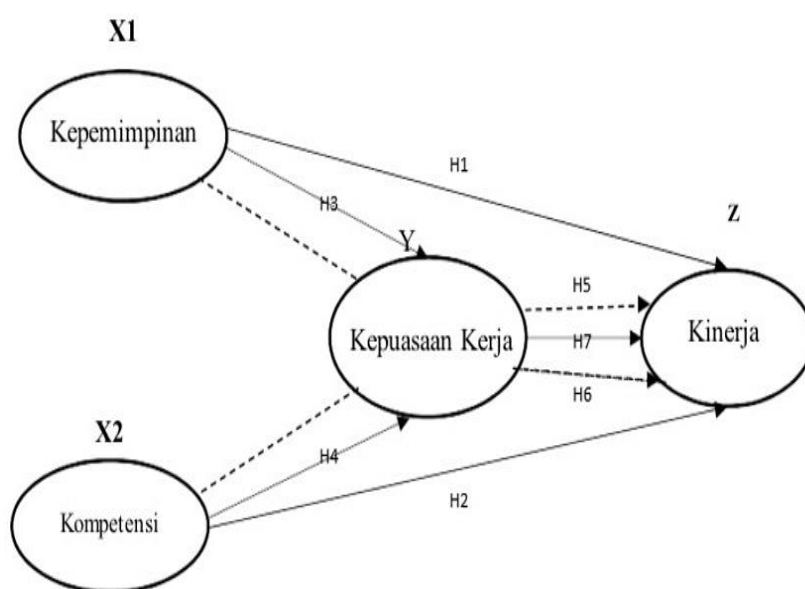 X1
Kepemimpinan
H1
H3
Z
Y
H5
Kepuasaan Kerja
H7
Kinerja
H6
X2
H4
H2
Kompetensi